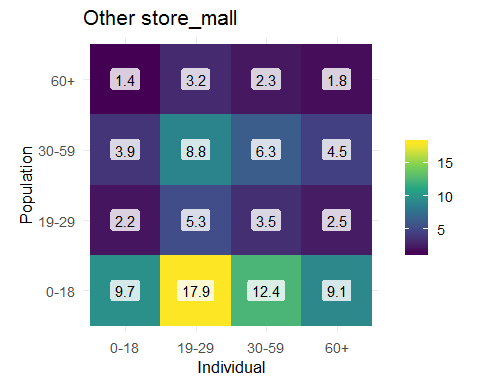 Other store_mall
Population
60+ 1.4 3.2 2.3 1.8
30-59 3.9 8.8 6.3 4.5
19-29 2.2 5.3 3.5 2.5
0-18 9.7 17.9 12.4 9.1
0-18 19-29 30-59 60+
Individual
15
10
5